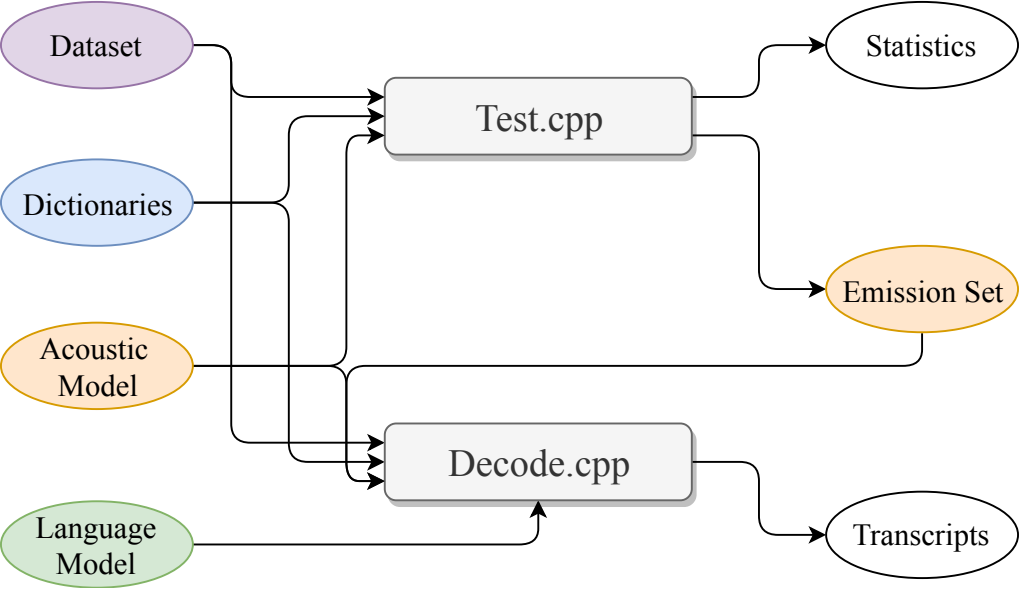 Dataset
Test.cpp
Statistics
Dictionaries
Emission Set
Acoustic
Model
Decode.cpp
Language
Model
Transcripts